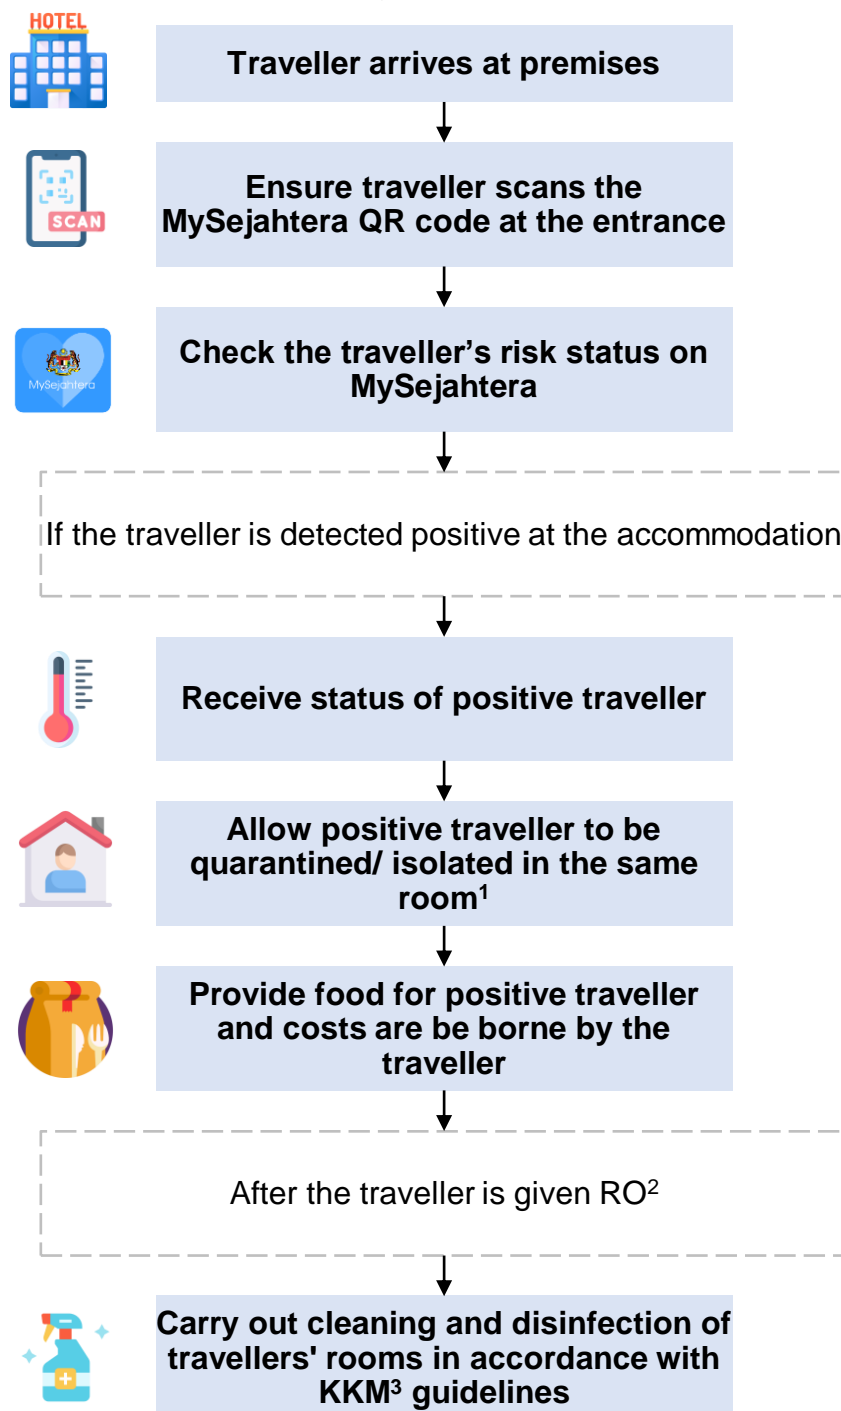 HOTEL
Traveller arrives at premises
SCAN
Ensure traveller scans the
MySejahtera QR code at the entrance
MySejahtera
Check the traveller’s risk status on
MySejahtera
If the traveller is detected positive at the accommodation
Receive status of positive traveller
Allow positive traveller to be
quarantined/ isolated in the same
room¹
Provide food for positive traveller
and costs are be borne by the
traveller
After the traveller is given RO²
Carry out cleaning and disinfection of
travellers' rooms in accordance with
KKM³ guidelines